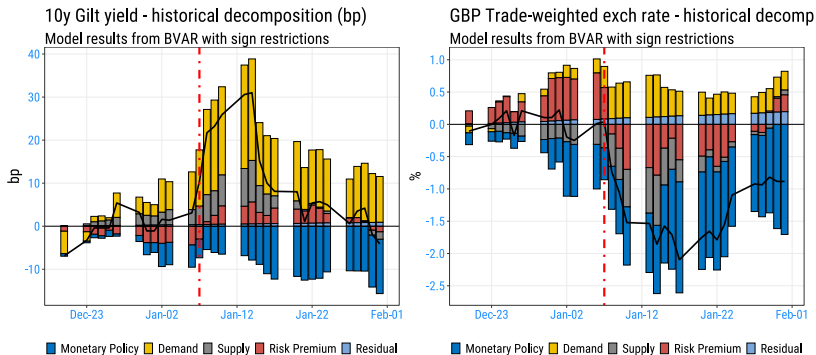 10y Gilt yield - historical decomposition (bp)
Model results from BVAR with sign restrictions
40
30
20
10
0
-10
bp
Dec-23
Jan-02
Jan-12
Jan-22
Feb-01
Monetary Policy
Demand
Supply
Risk Premium
Residual
GBP Trade-weighted exch rate - historical decomp
Model results from BVAR with sign restrictions
1.0
0.5
0.0
-0.5
-1.0
-1.5
-2.0
-2.5
%
Dec-23
Jan-02
Jan-12
Jan-22
Feb-01
Monetary Policy
Demand
Supply
Risk Premium
Residual